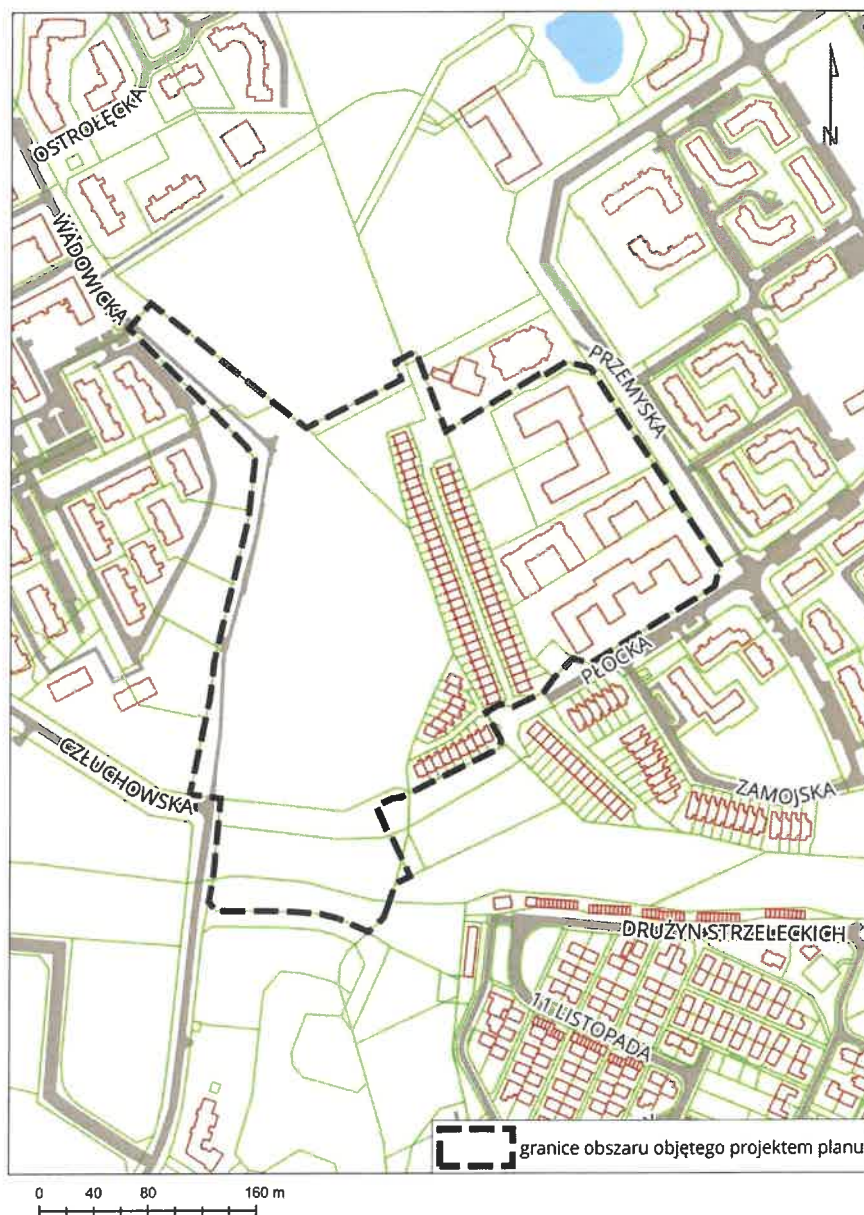 OSTROŁĘCKA
WADOWICKA
N
PRZEMYSKA
PŁOCKA
CZŁUCHOWSKA
ZAMOJSKA
DRUŻYN STRZELECKICH
11 LISTOPADA
granice obszaru objętego projektem planu
0 40 80 160 m